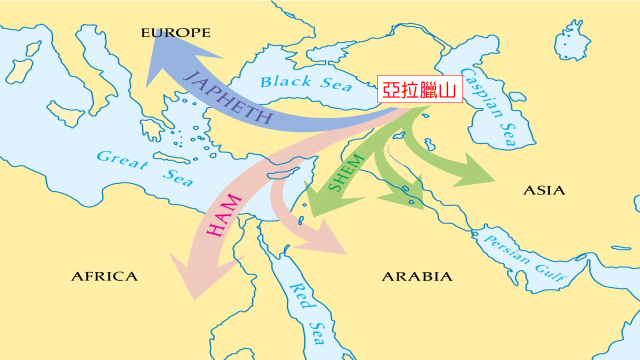 EUROPE
JAPHETH
Black Sea
亞拉臘山
Caspian Sea
Great Sea
HAM
SHEM
ASIA
AFRICA
ARABIA
Persian Gulf
Red Sea